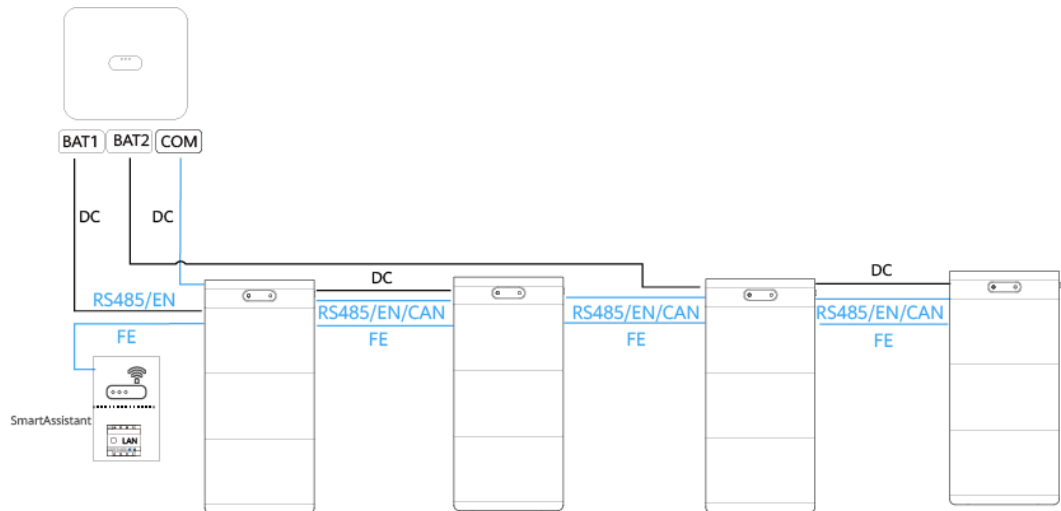 BAT1 BAT2 COM
DC DC
DC DC
RS485/EN
RS485/EN/CAN RS485/EN/CAN RS485/EN/CAN
FE FE FE FE
SmartAssistant
LAN